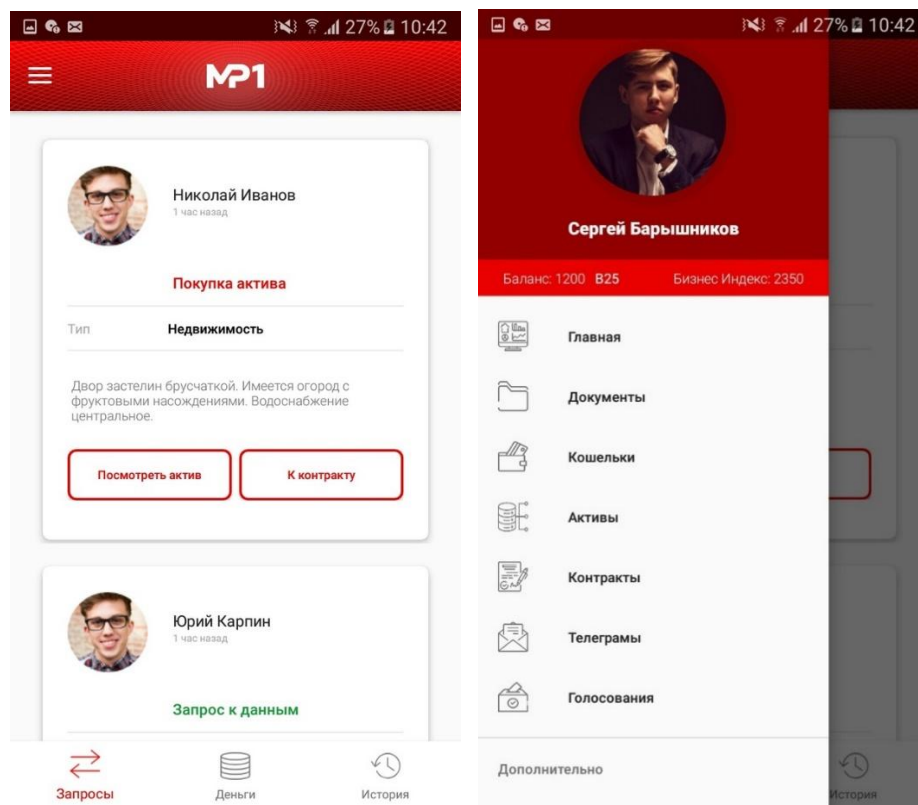 27% 10:42
MP1
Николай Иванов
1 час назад
Покупка актива
Тип Недвижимость
Двор застелин брусчаткой. Имеется огород с
фруктовыми насождениями. Водоснабжение
центральное.
Посмотреть актив К контракту
Юрий Карпин
1 час назад
Запрос к данным
Запросы Деньги История
27% 10:42
Сергей Барышников
Баланс: 1200 B25 Бизнес Индекс: 2350
Главная
Документы
Кошельки
Активы
Контракты
Телеграмы
Голосования
Дополнительно
История